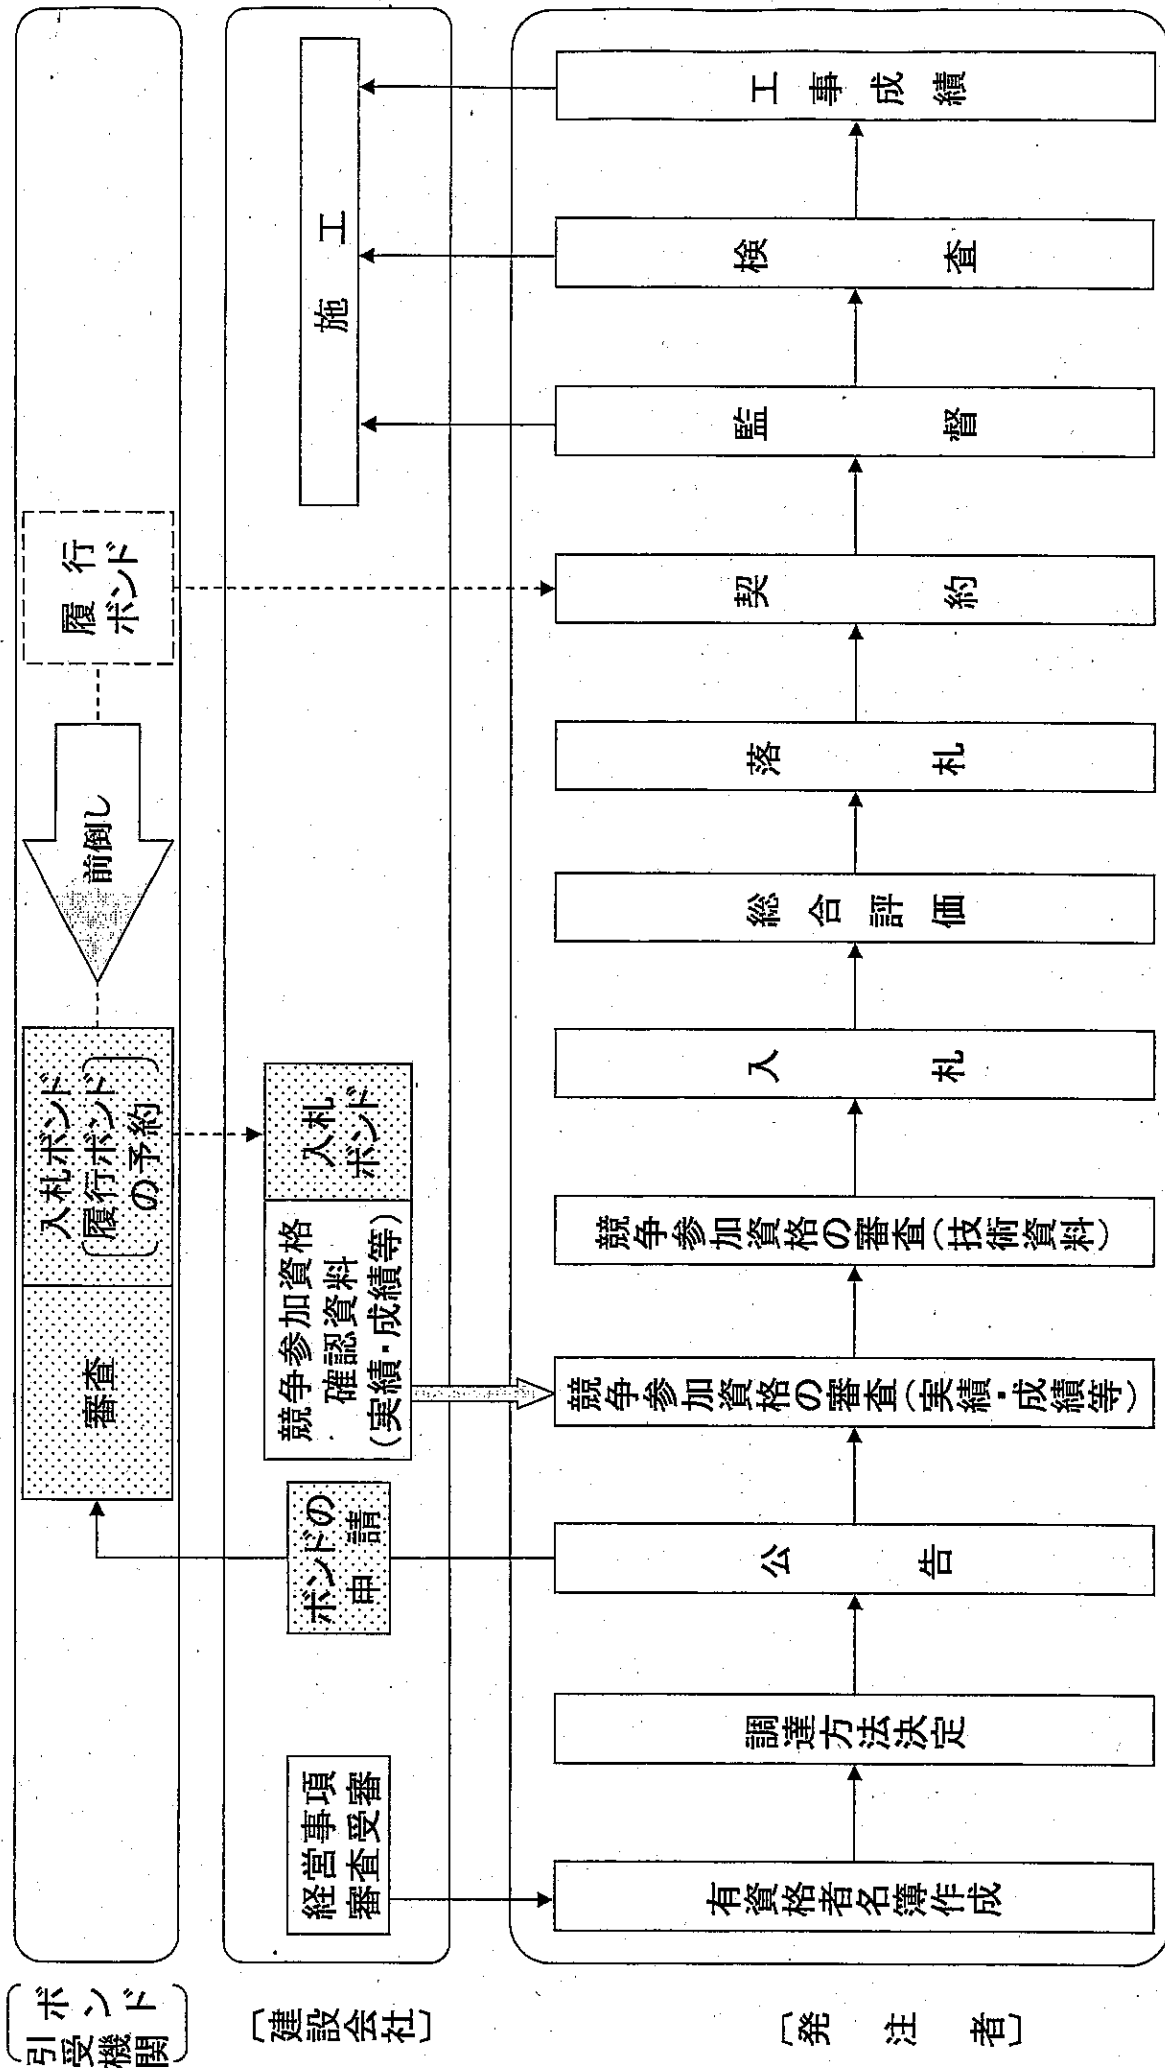 〔ボンド
引受機関〕
審査
入札ボンド
〔履行ボンド
の予約〕
前倒し
履行
ボンド
〔建設会社〕
経営事項
審査受審
ボンドの
申請
競争参加資格
確認資料
(実績・成績等)
入札
ボンド
施工
〔発注者〕
有資格者名簿作成
調達方法決定
公告
競争参加資格の審査(実績・成績等)
競争参加資格の審査(技術資料)
入札
総合評価
落札
契約
監督
検査
工事成績